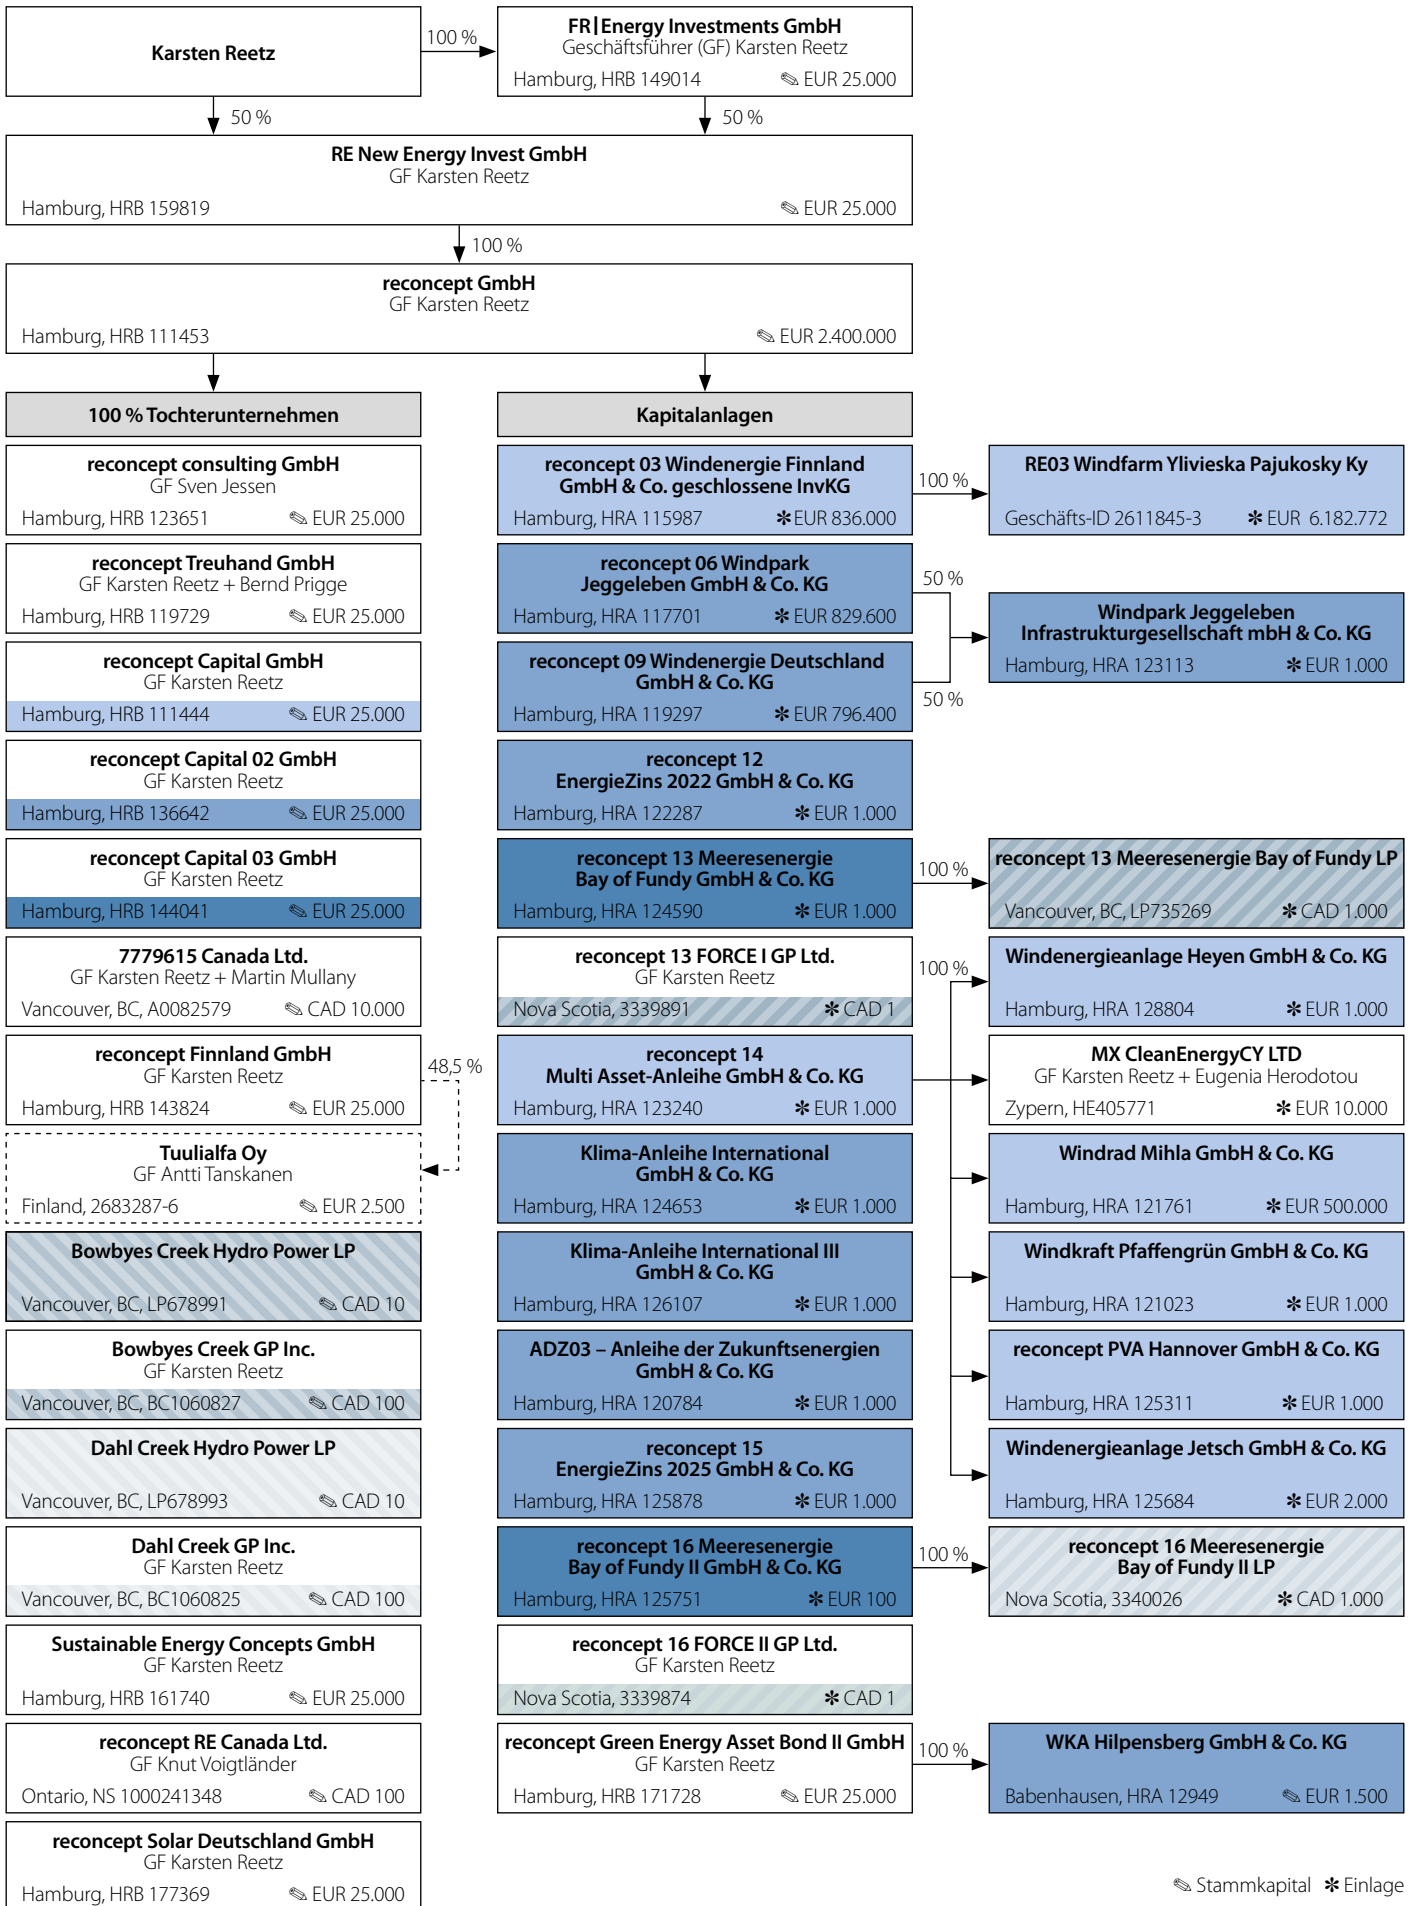 Karsten Reetz
100 %
FR|Energy Investments GmbH
Geschäftsführer (GF) Karsten Reetz
Hamburg, HRB 149014 ✎ EUR 25.000
50 %
50 %
RE New Energy Invest GmbH
GF Karsten Reetz
Hamburg, HRB 159819 ✎ EUR 25.000
100 %
reconcept GmbH
GF Karsten Reetz
Hamburg, HRB 111453 ✎ EUR 2.400.000
100 % Tochterunternehmen
reconcept consulting GmbH
GF Sven Jessen
Hamburg, HRB 123651 ✎ EUR 25.000
reconcept Treuhand GmbH
GF Karsten Reetz + Bernd Prigge
Hamburg, HRB 119729 ✎ EUR 25.000
reconcept Capital GmbH
GF Karsten Reetz
Hamburg, HRB 111444 ✎ EUR 25.000
reconcept Capital 02 GmbH
GF Karsten Reetz
Hamburg, HRB 136642 ✎ EUR 25.000
reconcept Capital 03 GmbH
GF Karsten Reetz
Hamburg, HRB 144041 ✎ EUR 25.000
7779615 Canada Ltd.
GF Karsten Reetz + Martin Mullany
Vancouver, BC, A0082579 ✎ CAD 10.000
reconcept Finnland GmbH
GF Karsten Reetz
Hamburg, HRB 143824 ✎ EUR 25.000
48,5 %
Tuulialfa Oy
GF Antti Tanskanen
Finland, 2683287-6 ✎ EUR 2.500
Bowbyes Creek Hydro Power LP
Vancouver, BC, LP678991 ✎ CAD 10
Bowbyes Creek GP Inc.
GF Karsten Reetz
Vancouver, BC, BC1060827 ✎ CAD 100
Dahl Creek Hydro Power LP
Vancouver, BC, LP678993 ✎ CAD 10
Dahl Creek GP Inc.
GF Karsten Reetz
Vancouver, BC, BC1060825 ✎ CAD 100
Sustainable Energy Concepts GmbH
GF Karsten Reetz
Hamburg, HRB 161740 ✎ EUR 25.000
reconcept RE Canada Ltd.
GF Knut Voigtländer
Ontario, NS 1000241348 ✎ CAD 100
reconcept Solar Deutschland GmbH
GF Karsten Reetz
Hamburg, HRB 177369 ✎ EUR 25.000
Kapitalanlagen
reconcept 03 Windenergie Finnland
GmbH & Co. geschlossene InvKG
Hamburg, HRA 115987 ✻ EUR 836.000
100 %
RE03 Windfarm Ylivieska Pajukosky Ky
Geschäfts-ID 2611845-3 ✻ EUR 6.182.772
reconcept 06 Windpark
Jeggeleben GmbH & Co. KG
Hamburg, HRA 117701 ✻ EUR 829.600
50 %
reconcept 09 Windenergie Deutschland
GmbH & Co. KG
Hamburg, HRA 119297 ✻ EUR 796.400
50 %
Windpark Jeggeleben
Infrastrukturgesellschaft mbH & Co. KG
Hamburg, HRA 123113 ✻ EUR 1.000
reconcept 12
EnergieZins 2022 GmbH & Co. KG
Hamburg, HRA 122287 ✻ EUR 1.000
reconcept 13 Meeresenergie
Bay of Fundy GmbH & Co. KG
Hamburg, HRA 124590 ✻ EUR 1.000
100 %
reconcept 13 Meeresenergie Bay of Fundy LP
Vancouver, BC, LP735269 ✻ CAD 1.000
reconcept 13 FORCE I GP Ltd.
GF Karsten Reetz
Nova Scotia, 3339891 ✻ CAD 1
reconcept 14
Multi Asset-Anleihe GmbH & Co. KG
Hamburg, HRA 123240 ✻ EUR 1.000
100 %
Windenergieanlage Heyen GmbH & Co. KG
Hamburg, HRA 128804 ✻ EUR 1.000
MX CleanEnergyCY LTD
GF Karsten Reetz + Eugenia Herodotou
Zypern, HE405771 ✻ EUR 10.000
Windrad Mihla GmbH & Co. KG
Hamburg, HRA 121761 ✻ EUR 500.000
Windkraft Pfaffengrün GmbH & Co. KG
Hamburg, HRA 121023 ✻ EUR 1.000
reconcept PVA Hannover GmbH & Co. KG
Hamburg, HRA 125311 ✻ EUR 1.000
Windenergieanlage Jetsch GmbH & Co. KG
Hamburg, HRA 125684 ✻ EUR 2.000
Klima-Anleihe International
GmbH & Co. KG
Hamburg, HRA 124653 ✻ EUR 1.000
Klima-Anleihe International III
GmbH & Co. KG
Hamburg, HRA 126107 ✻ EUR 1.000
ADZ03 – Anleihe der Zukunftsenergien
GmbH & Co. KG
Hamburg, HRA 120784 ✻ EUR 1.000
reconcept 15
EnergieZins 2025 GmbH & Co. KG
Hamburg, HRA 125878 ✻ EUR 1.000
reconcept 16 Meeresenergie
Bay of Fundy II GmbH & Co. KG
Hamburg, HRA 125751 ✻ EUR 100
100 %
reconcept 16 Meeresenergie
Bay of Fundy II LP
Nova Scotia, 3340026 ✻ CAD 1.000
reconcept 16 FORCE II GP Ltd.
GF Karsten Reetz
Nova Scotia, 3339874 ✻ CAD 1
reconcept Green Energy Asset Bond II GmbH
GF Karsten Reetz
Hamburg, HRB 171728 ✎ EUR 25.000
100 %
WKA Hilpensberg GmbH & Co. KG
Babenhausen, HRA 12949 ✎ EUR 1.500
✎ Stammkapital ✻ Einlage